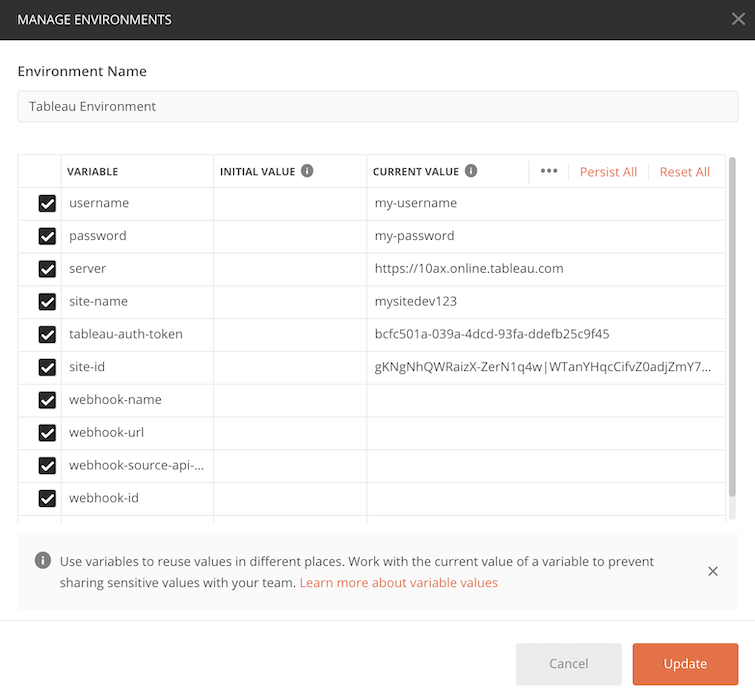 MANAGE ENVIRONMENTS
Environment Name
Tableau Environment
VARIABLE INITIAL VALUE CURRENT VALUE ••• Persist All Reset All
username my-username
password my-password
server https://10ax.online.tableau.com
site-name mysitedev123
tableau-auth-token bcfc501a-039a-4dcd-93fa-ddefb25c9f45
site-id gKNgNhQWRaizX-ZerN1q4w|WTanYHqcCifvZ0adjZmY7...
webhook-name
webhook-url
webhook-source-api-...
webhook-id
Use variables to reuse values in different places. Work with the current value of a variable to prevent
sharing sensitive values with your team. Learn more about variable values
Cancel Update